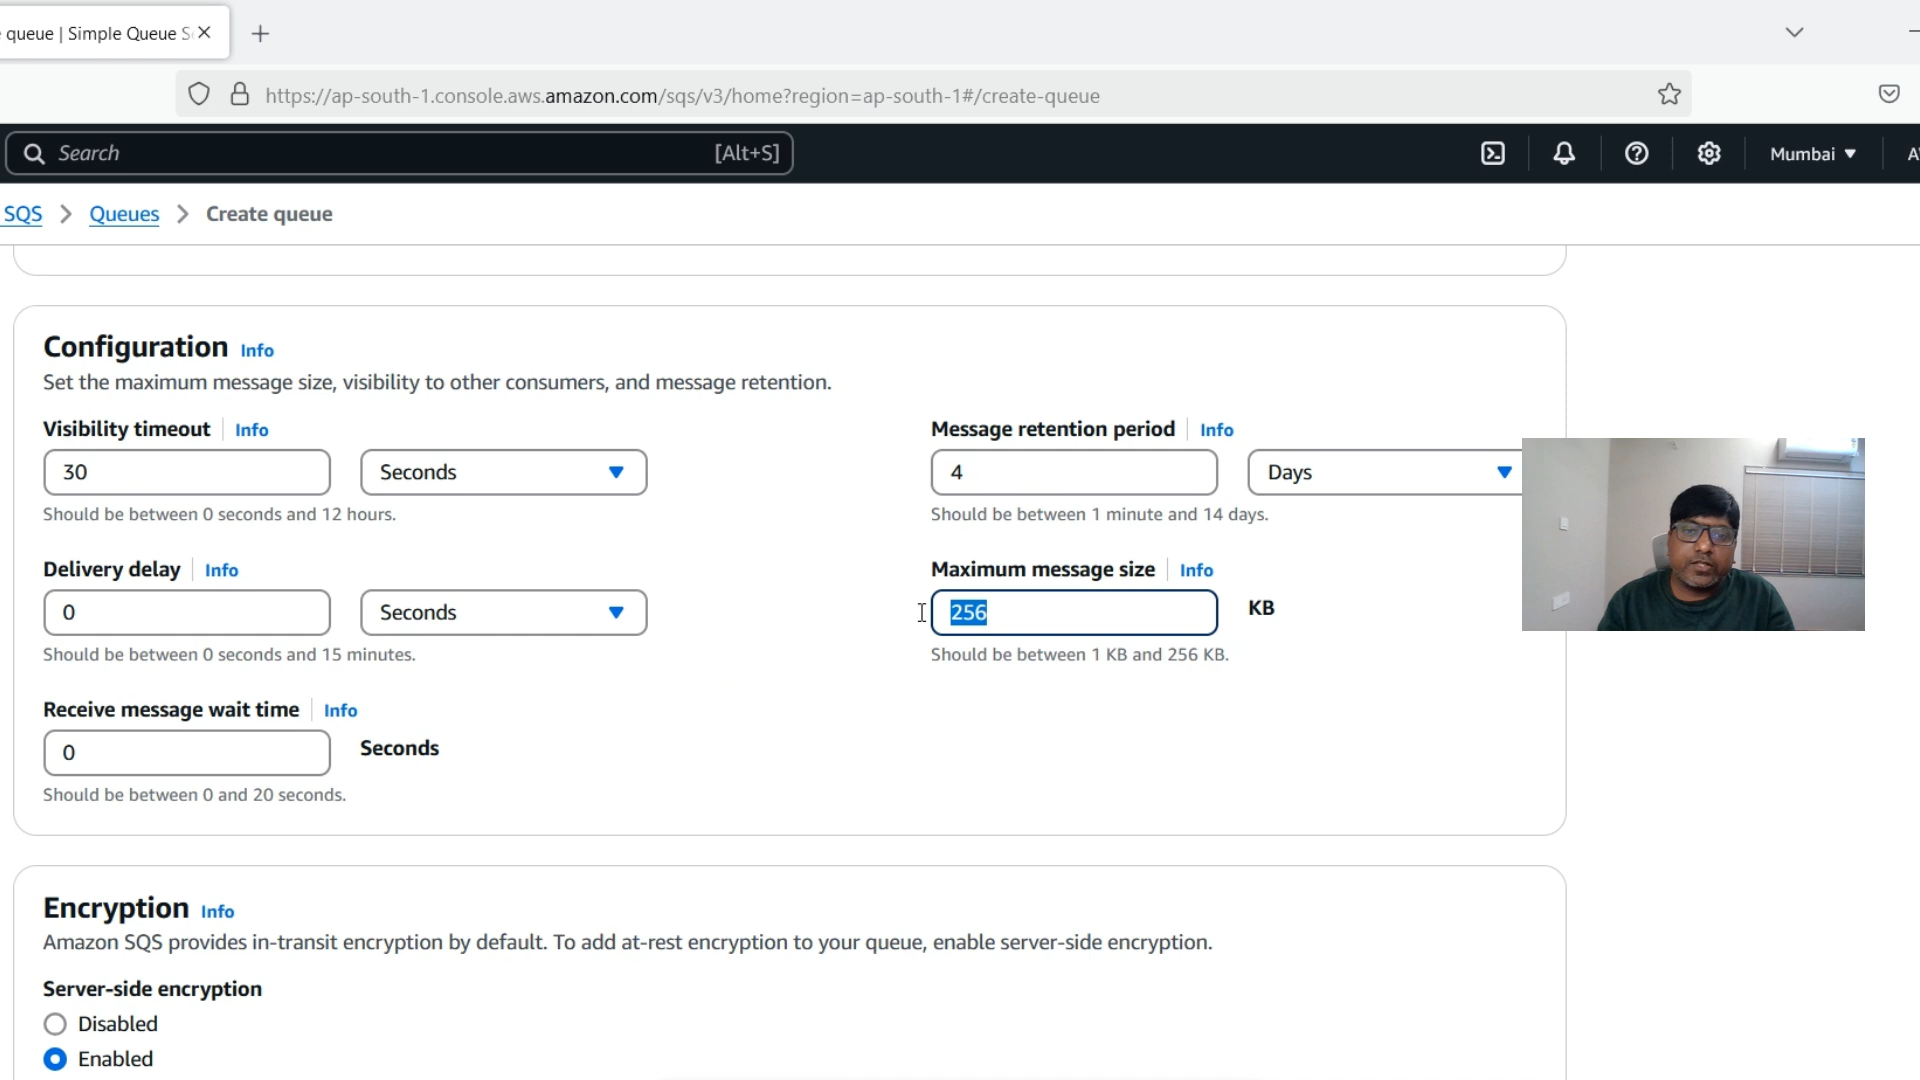 queue | Simple Queue S
https://ap-south-1.console.aws.amazon.com/sqs/v3/home?region=ap-south-1#/create-queue
Search [Alt+S] Mumbai
SQS > Queues > Create queue
Configuration Info
Set the maximum message size, visibility to other consumers, and message retention.
Visibility timeout Info
30 Seconds
Should be between 0 seconds and 12 hours.
Message retention period Info
4 Days
Should be between 1 minute and 14 days.
Delivery delay Info
0 Seconds
Should be between 0 seconds and 15 minutes.
Maximum message size Info
256 KB
Should be between 1 KB and 256 KB.
Receive message wait time Info
0 Seconds
Should be between 0 and 20 seconds.
Encryption Info
Amazon SQS provides in-transit encryption by default. To add at-rest encryption to your queue, enable server-side encryption.
Server-side encryption
Disabled
Enabled